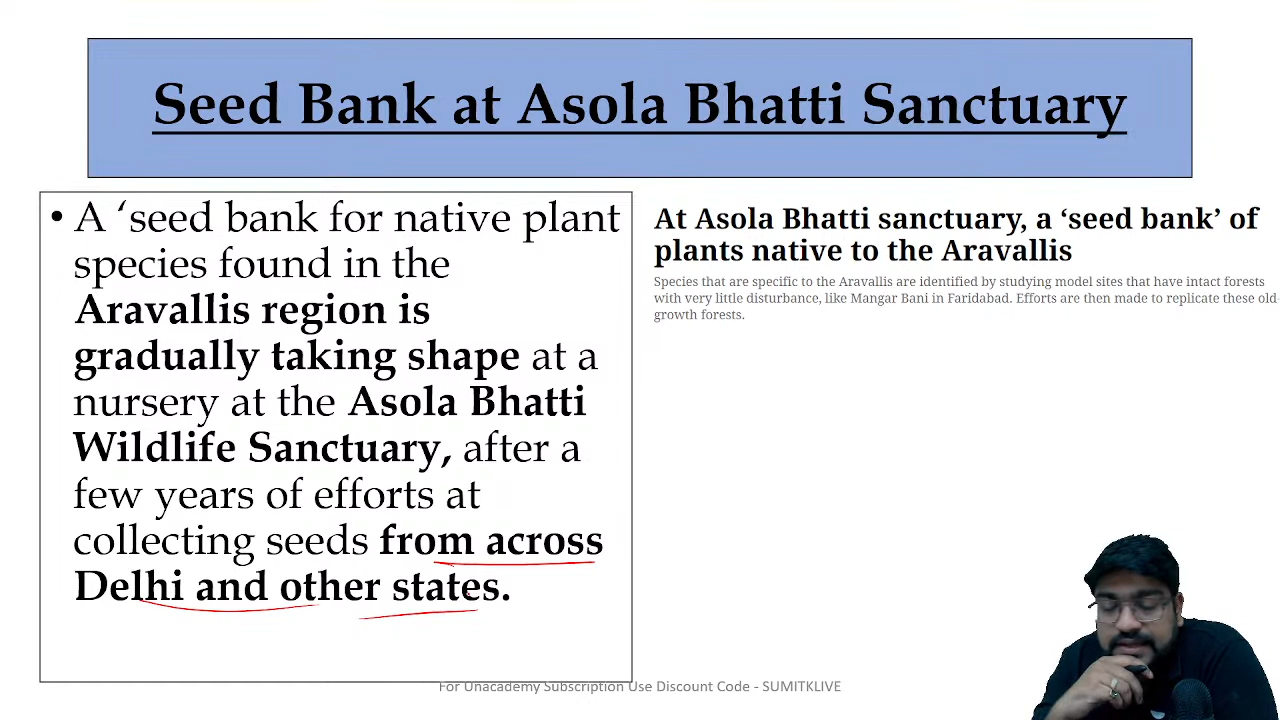 Seed Bank at Asola Bhatti Sanctuary
• A ‘seed bank for native plant
species found in the
Aravallis region is
gradually taking shape at a
nursery at the Asola Bhatti
Wildlife Sanctuary, after a
few years of efforts at
collecting seeds from across
Delhi and other states.
At Asola Bhatti sanctuary, a ‘seed bank’ of
plants native to the Aravallis
Species that are specific to the Aravallis are identified by studying model sites that have intact forests
with very little disturbance, like Mangar Bani in Faridabad. Efforts are then made to replicate these old-
growth forests.
For Unacademy Subscription Use Discount Code - SUMITKLIVE